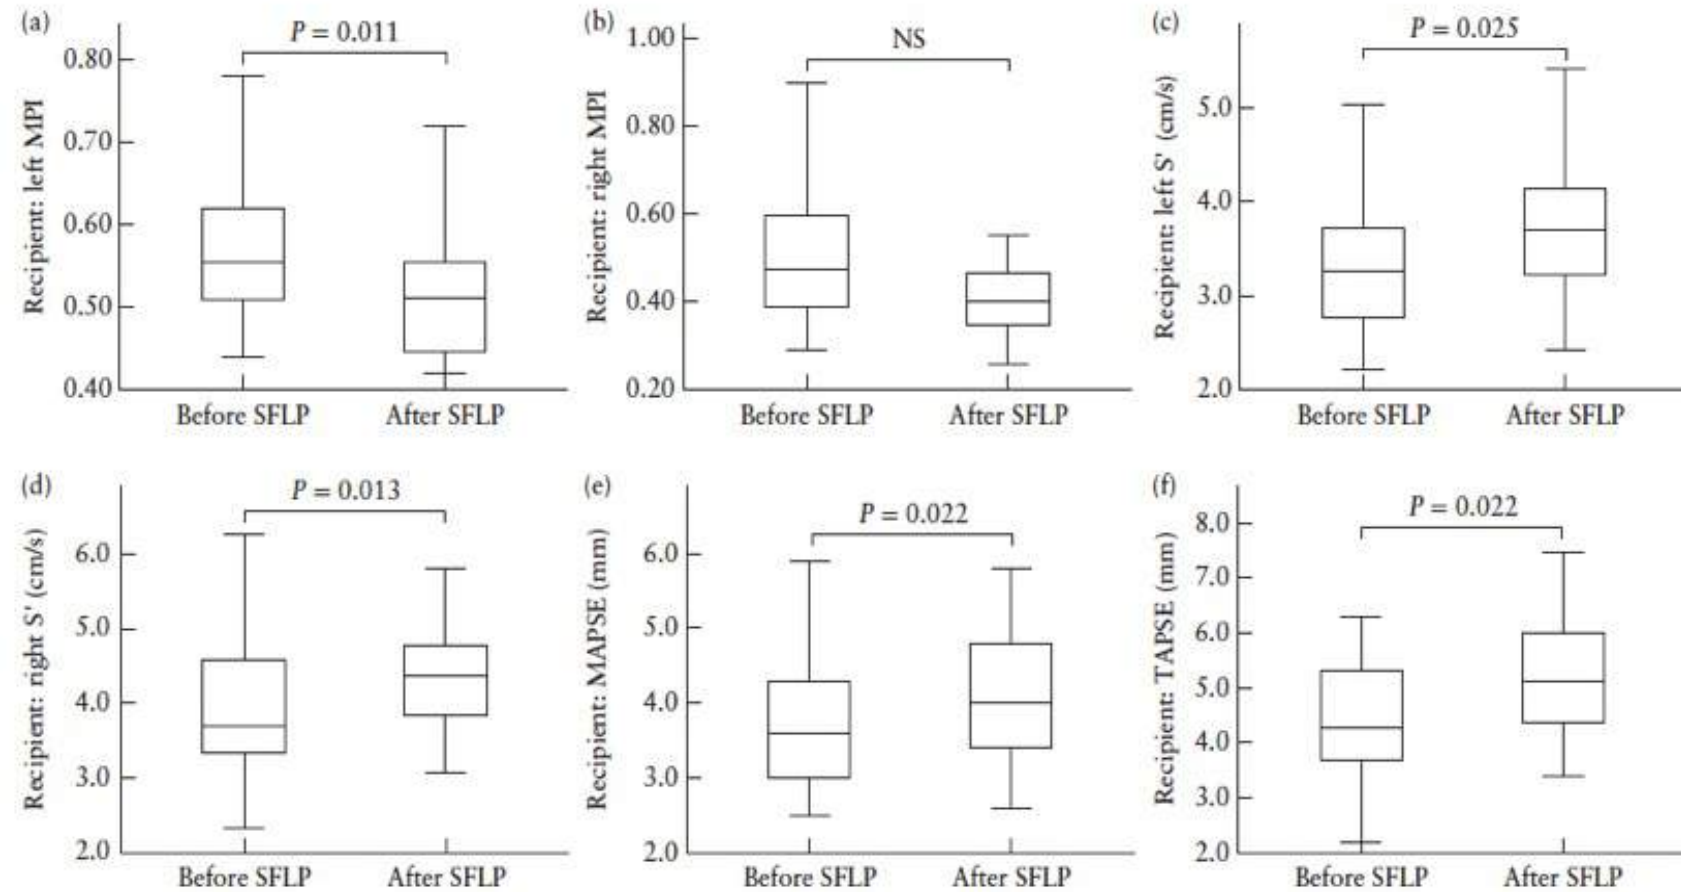 (a)
P = 0.011
Recipient: left MPI
0.80
0.70
0.60
0.50
0.40
Before SFLP
After SFLP
(b)
NS
Recipient: right MPI
1.00
0.80
0.60
0.40
0.20
Before SFLP
After SFLP
(c)
P = 0.025
Recipient: left S' (cm/s)
5.0
4.0
3.0
2.0
Before SFLP
After SFLP
(d)
P = 0.013
Recipient: right S' (cm/s)
6.0
5.0
4.0
3.0
2.0
Before SFLP
After SFLP
(e)
P = 0.022
Recipient: MAPSE (mm)
6.0
5.0
4.0
3.0
2.0
Before SFLP
After SFLP
(f)
P = 0.022
Recipient: TAPSE (mm)
8.0
7.0
6.0
5.0
4.0
3.0
2.0
Before SFLP
After SFLP